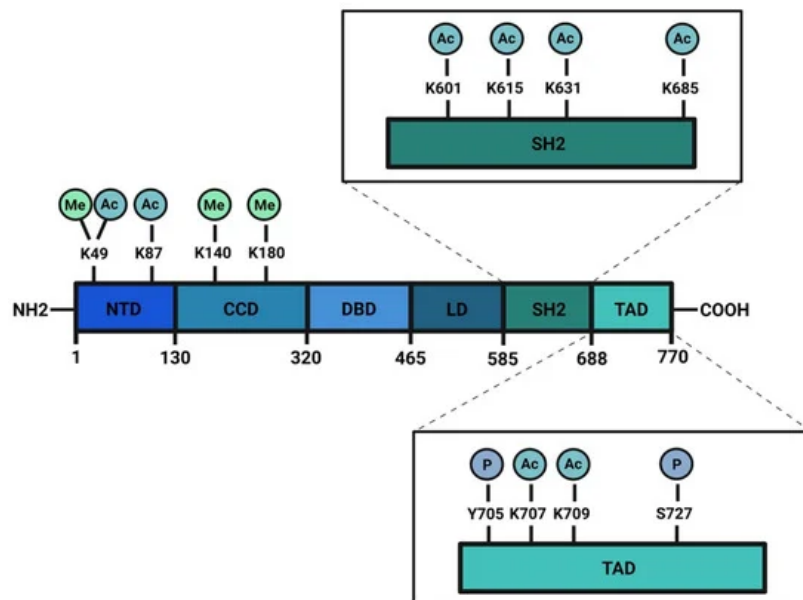 Ac Ac Ac Ac
K601 K615 K631 K685
SH2
Me Ac Ac Me Me
K49 K87 K140 K180
NH2 NTD CCD DBD LD SH2 TAD COOH
1 130 320 465 585 688 770
P Ac Ac P
Y705 K707 K709 S727
TAD